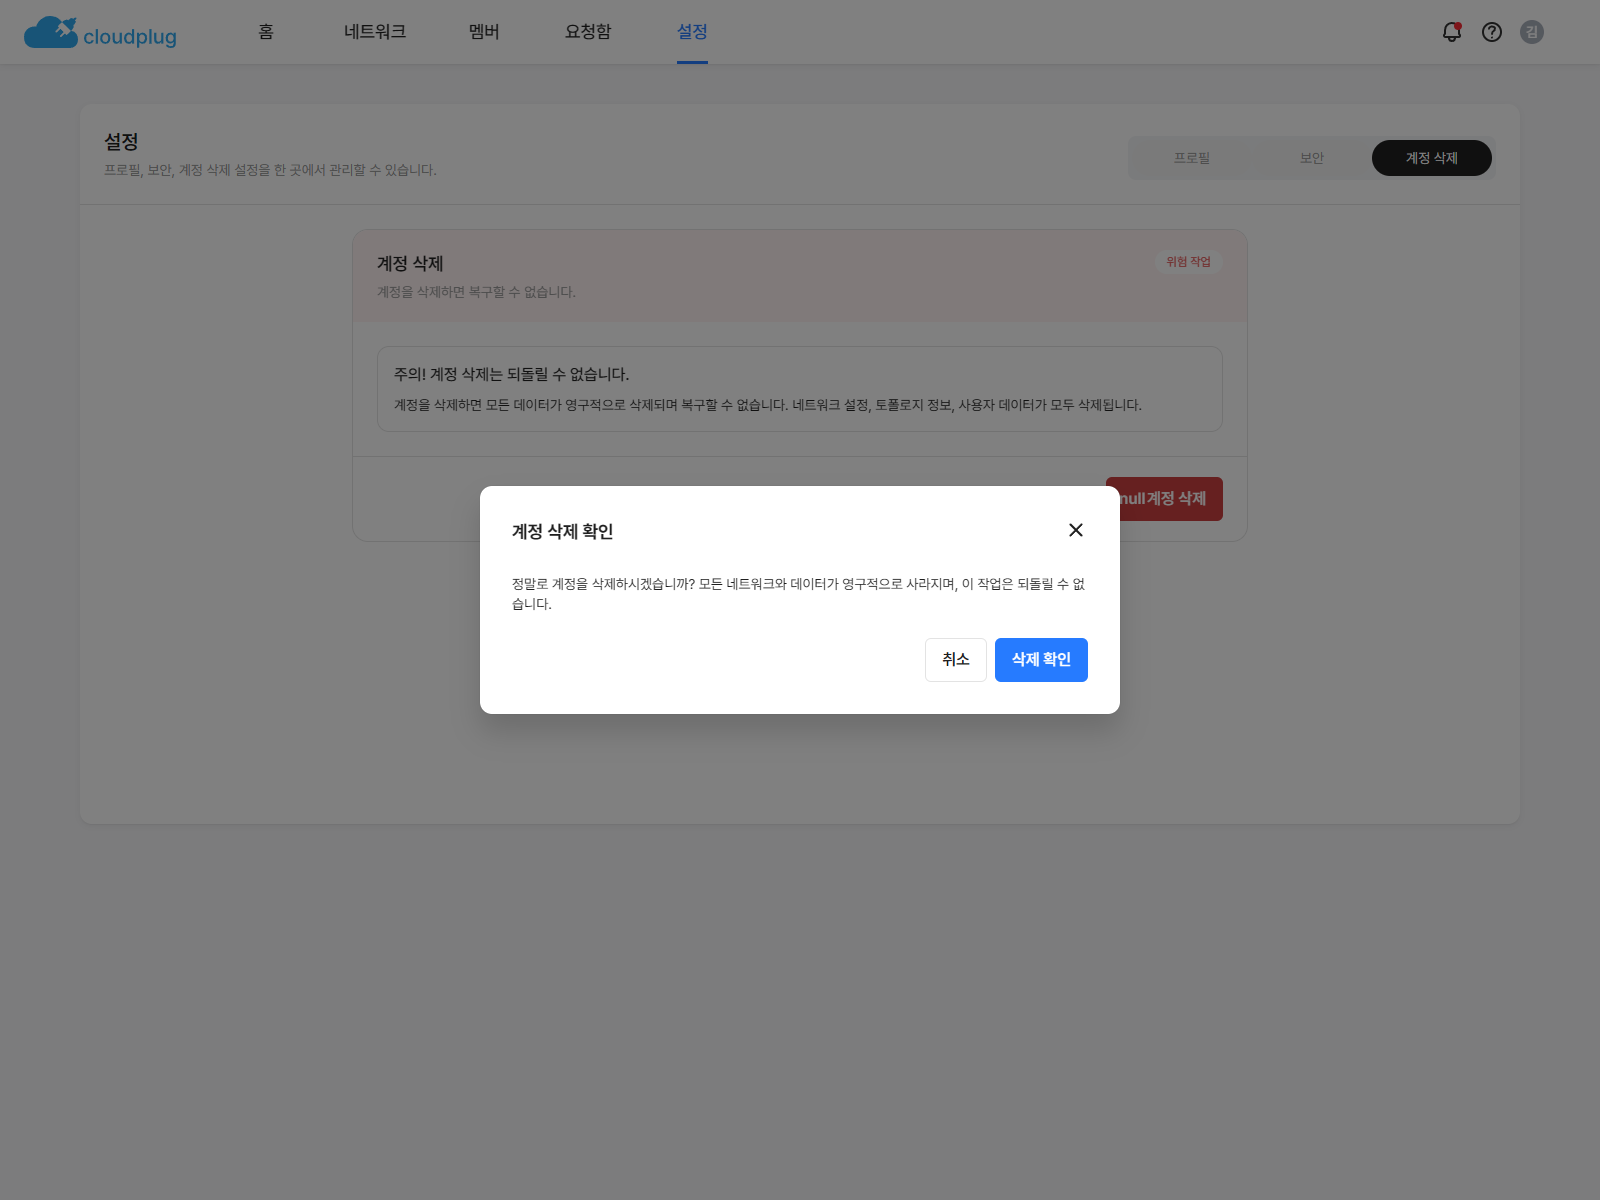 cloudplug
홈
네트워크
멤버
요청함
설정
김
설정
프로필, 보안, 계정 삭제 설정을 한 곳에서 관리할 수 있습니다.
프로필
보안
계정 삭제
계정 삭제
위험 작업
계정을 삭제하면 복구할 수 없습니다.
주의! 계정 삭제는 되돌릴 수 없습니다.
계정을 삭제하면 모든 데이터가 영구적으로 삭제되며 복구할 수 없습니다. 네트워크 설정, 토폴로지 정보, 사용자 데이터가 모두 삭제됩니다.
null계정 삭제
계정 삭제 확인
정말로 계정을 삭제하시겠습니까? 모든 네트워크와 데이터가 영구적으로 사라지며, 이 작업은 되돌릴 수 없
습니다.
취소
삭제 확인